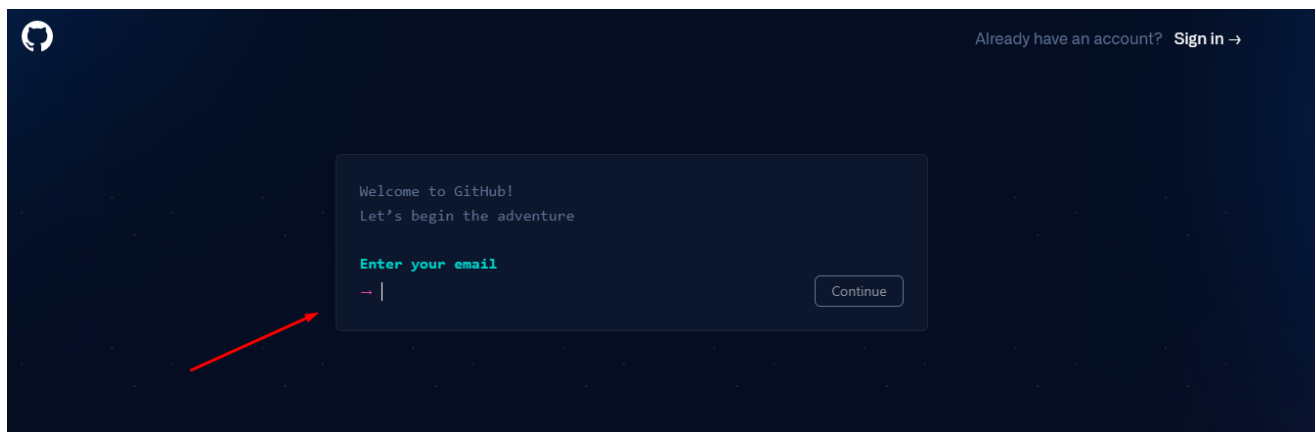 Already have an account? Sign in →
Welcome to GitHub!
Let’s begin the adventure
Enter your email
→
Continue